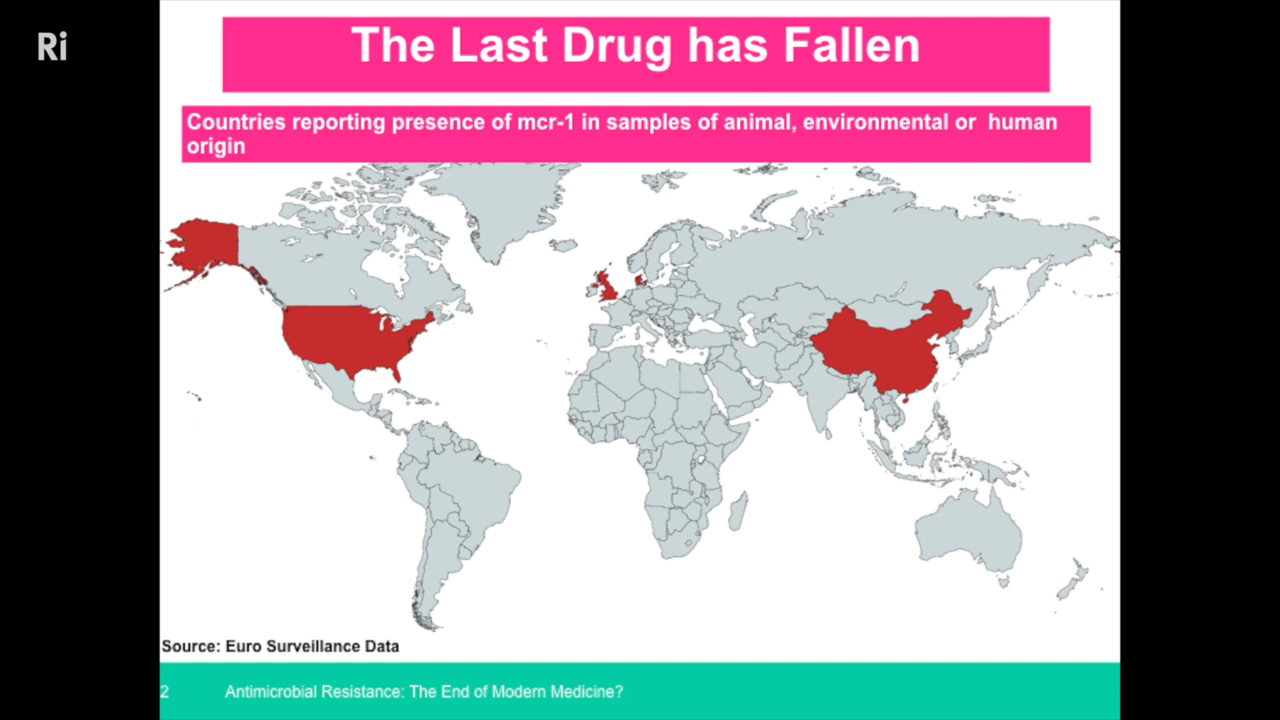 Ri
The Last Drug has Fallen
Countries reporting presence of mcr-1 in samples of animal, environmental or  human
origin
Source: Euro Surveillance Data
2 Antimicrobial Resistance: The End of Modern Medicine?